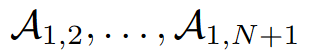 𝒜₁,₂, . . . , 𝒜₁,N+1